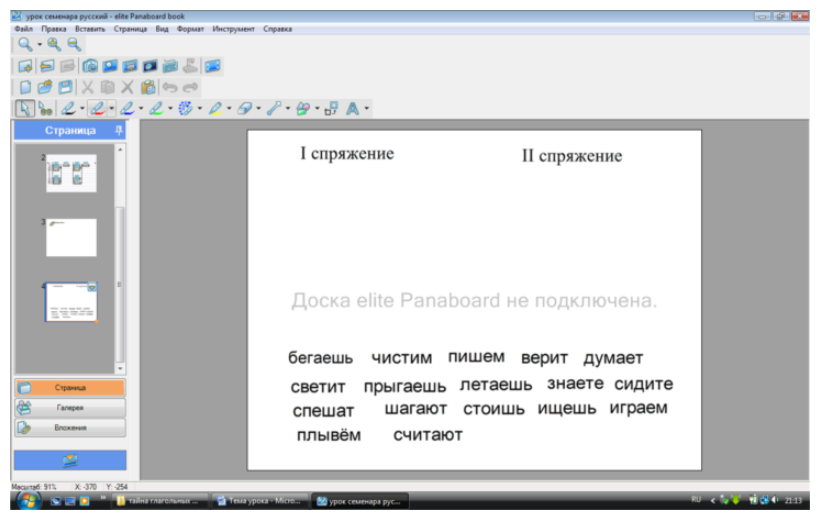 урок семенара русский - elite Panaboard book
Файл Правка Вставить Страница Вид Формат Инструмент Справка
Страница
I спряжение II спряжение
2
3
Доска elite Panaboard не подключена.
бегаешь чистим пишем верит думает
светит прыгаешь летаешь знаете сидите
спешат шагают стоишь ищешь играем
плывём считают
Страница
Галерея
Вложения
Масштаб: 91% X: -370 Y: -254
тайна глагольных ... Тема урока - Micro... урок семенара рус... RU 21:13